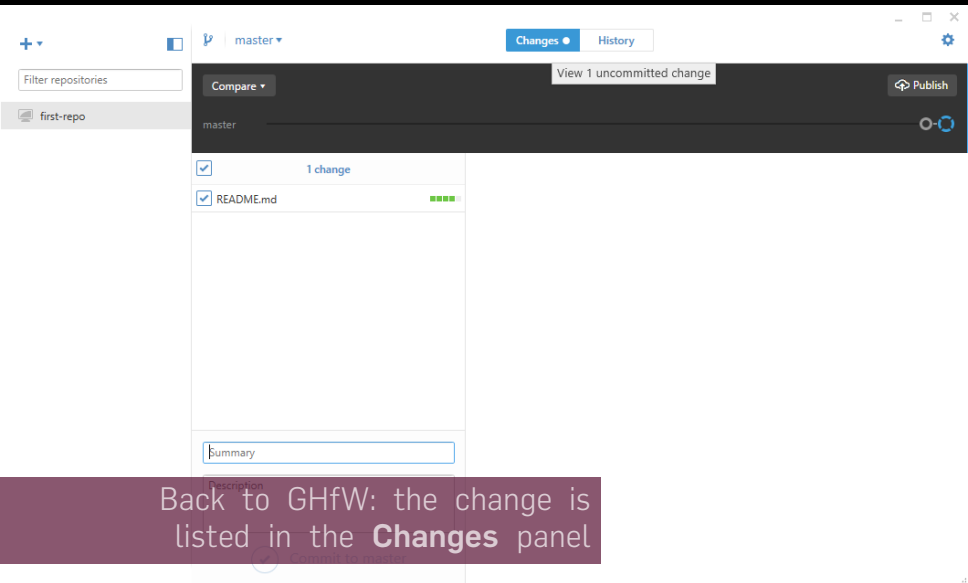 master
Changes
History
Filter repositories
View 1 uncommitted change
Compare
Publish
first-repo
master
1 change
README.md
Summary
Description
Back to GHfW: the change is
listed in the Changes panel
Commit to master